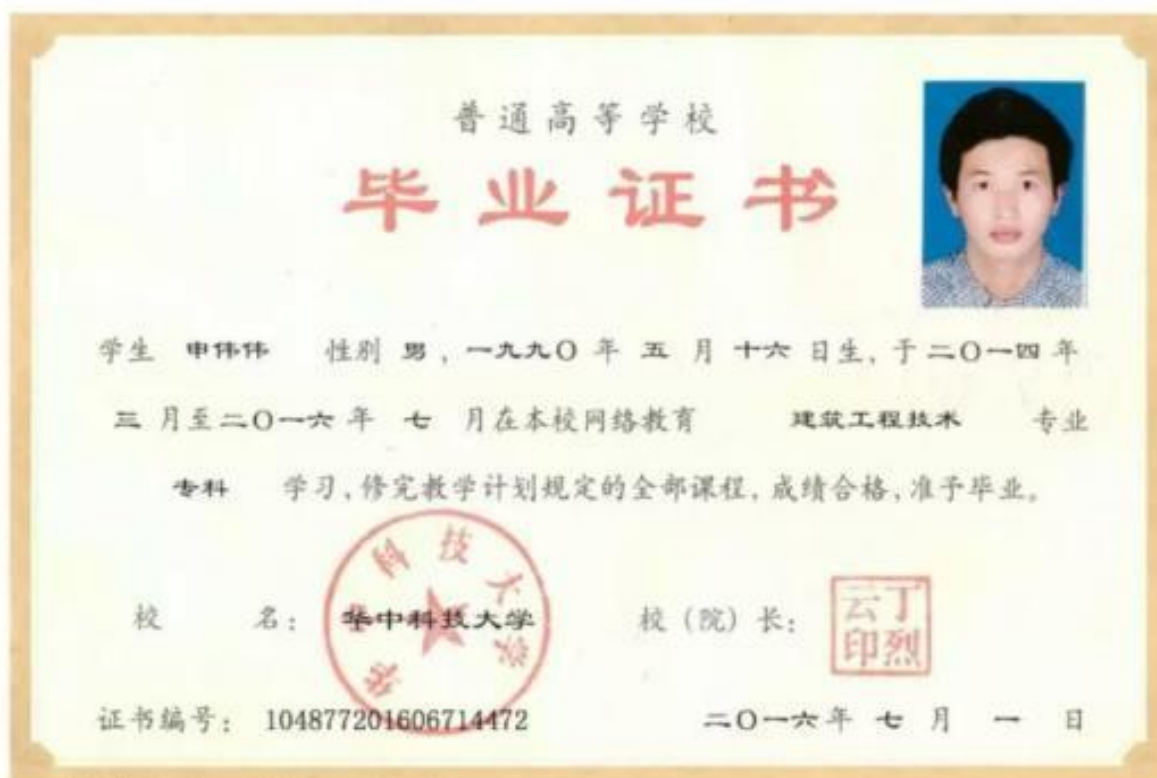 普通高等学校
毕业证书
学生 申伟伟 性别 男，一九九〇 年 五 月 十六 日生，于二〇一四 年
三 月至二〇一六 年 七 月在本校网络教育 建筑工程技术 专业
专科 学习，修完教学计划规定的全部课程，成绩合格，准予毕业。
华中科技大学
校 名：华中科技大学 校（院）长：
丁烈云印
证书编号：104877201606714472 二〇一六年 七 月 一 日